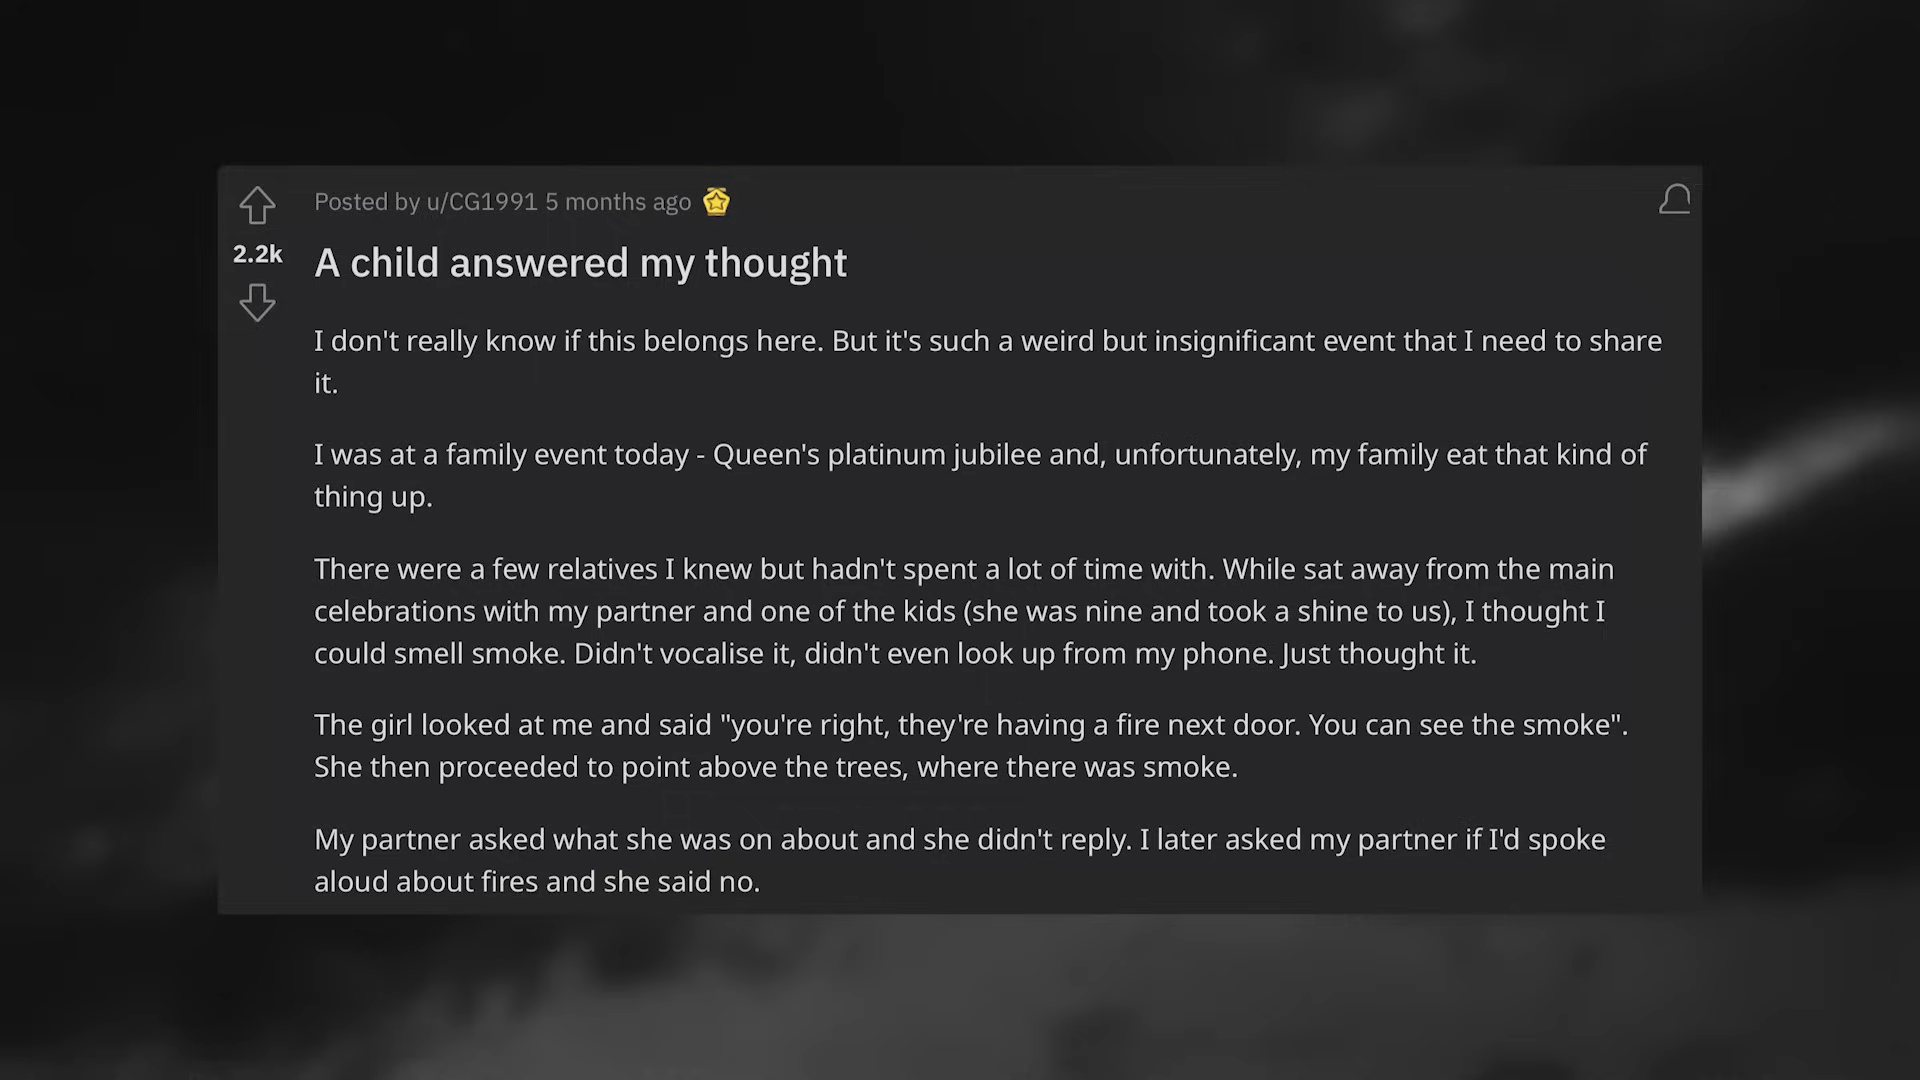 Posted by u/CG1991 5 months ago
2.2k
A child answered my thought
I don't really know if this belongs here. But it's such a weird but insignificant event that I need to share
it.
I was at a family event today - Queen's platinum jubilee and, unfortunately, my family eat that kind of
thing up.
There were a few relatives I knew but hadn't spent a lot of time with. While sat away from the main
celebrations with my partner and one of the kids (she was nine and took a shine to us), I thought I
could smell smoke. Didn't vocalise it, didn't even look up from my phone. Just thought it.
The girl looked at me and said "you're right, they're having a fire next door. You can see the smoke".
She then proceeded to point above the trees, where there was smoke.
My partner asked what she was on about and she didn't reply. I later asked my partner if I'd spoke
aloud about fires and she said no.